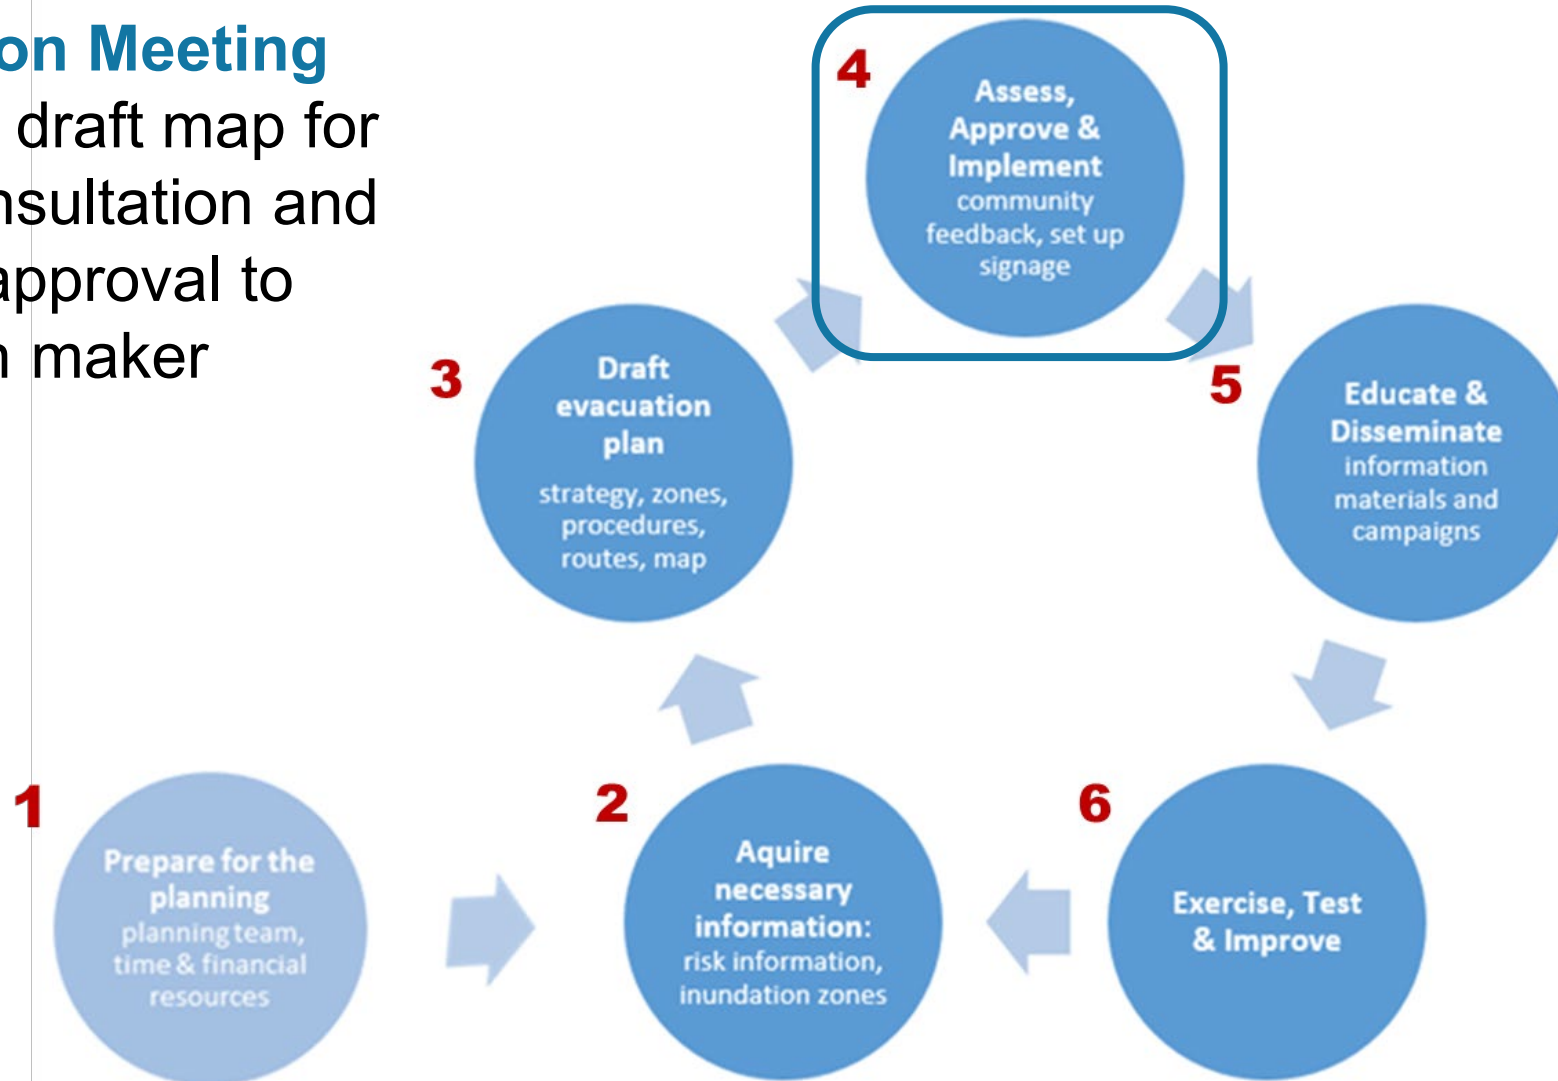 on Meeting
draft map for
nsultation and
approval to
n maker
4
Assess,
Approve &
Implement
community
feedback, set up
signage
3
Draft
evacuation
plan
strategy, zones,
procedures,
routes, map
5
Educate &
Disseminate
information
materials and
campaigns
1
Prepare for the
planning
planning team,
time & financial
resources
2
Aquire
necessary
information:
risk information,
inundation zones
6
Exercise, Test
& Improve